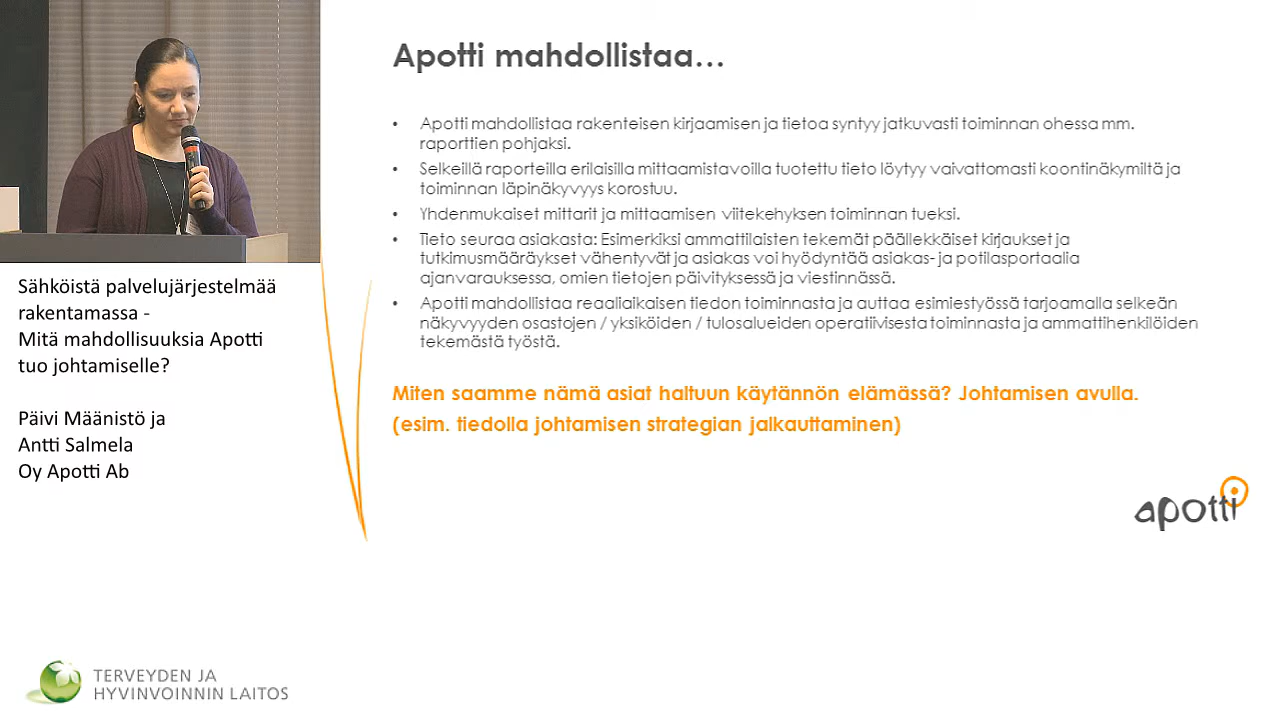 Sähköistä palvelujärjestelmää
rakentamassa -
Mitä mahdollisuuksia Apotti
tuo johtamiselle?
Päivi Määnistö ja
Antti Salmela
Oy Apotti Ab
TERVEYDEN JA
HYVINVOINNIN LAITOS
Apotti mahdollistaa…
• Apotti mahdollistaa rakenteisen kirjaamisen ja tietoa syntyy jatkuvasti toiminnan ohessa mm.
raporttien pohjaksi.
• Selkeillä raporteilla erilaisilla mittaamistavoilla tuotettu tieto löytyy vaivattomasti koontinäkymiltä ja
toiminnan läpinäkyvyys korostuu.
• Yhdenmukaiset mittarit ja mittaamisen viitekehyksen toiminnan tueksi.
• Tieto seuraa asiakasta: Esimerkiksi ammattilaisten tekemät päällekkäiset kirjaukset ja
tutkimusmääräykset vähentyvät ja asiakas voi hyödyntää asiakas- ja potilasportaalia
ajanvarauksessa, omien tietojen päivityksessä ja viestinnässä.
• Apotti mahdollistaa reaaliaikaisen tiedon toiminnasta ja auttaa esimiestyössä tarjoamalla selkeän
näkyvyyden osastojen / yksiköiden / tulosalueiden operatiivisesta toiminnasta ja ammattihenkilöiden
tekemästä työstä.
Miten saamme nämä asiat haltuun käytännön elämässä? Johtamisen avulla.
(esim. tiedolla johtamisen strategian jalkauttaminen)
apotti